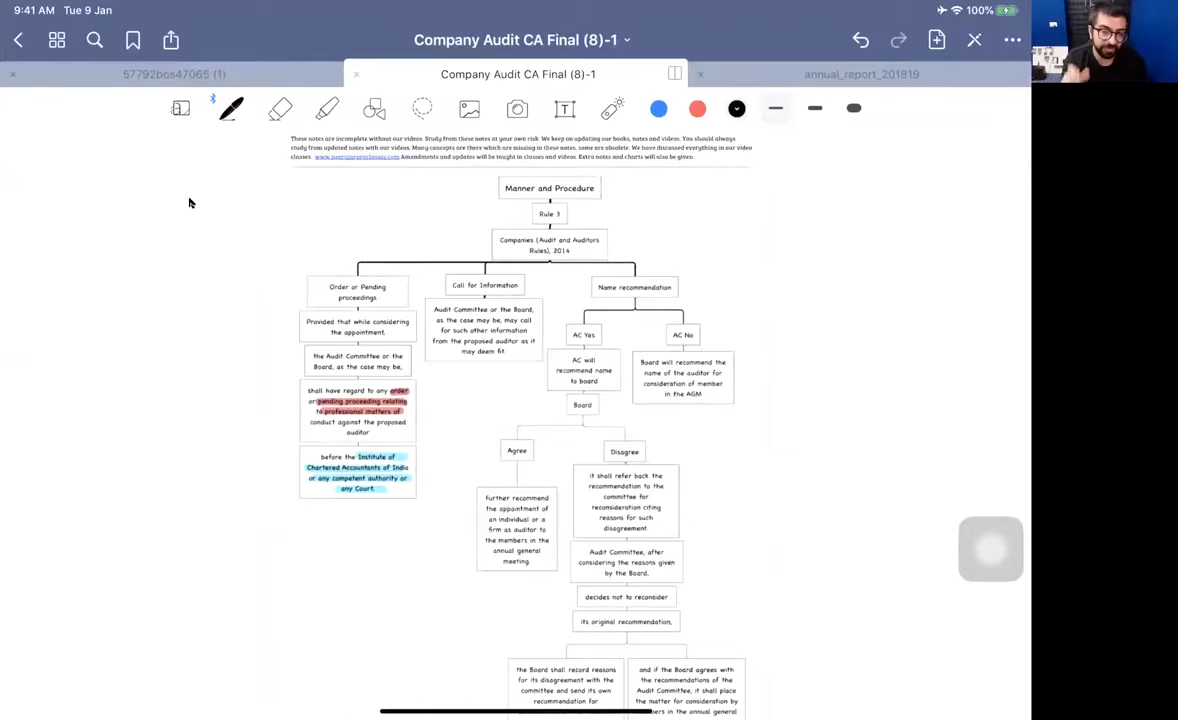 9:41 AM Tue 9 Jan
100%
Company Audit CA Final (8)-1
57792bos47065 (1)
Company Audit CA Final (8)-1
annual_report_201819
T
These notes are incomplete without our videos. Study from these notes at your own risk. We keep on updating our books, notes and videos. You should always
study from updated notes with our videos. Many concepts are there which are missing in these notes, some are obsolete. We have discussed everything in our video
classes. www.neerajaroraclasses.com Amendments and updates will be taught in classes and videos. Extra notes and charts will also be given.
Manner and Procedure
Rule 3
Companies (Audit and Auditors
Rules), 2014
Order or Pending
proceedings
Provided that while considering
the appointment,
the Audit Committee or the
Board, as the case may be,
shall have regard to any order
or pending proceeding relating
to professional matters of
conduct against the proposed
auditor
before the Institute of
Chartered Accountants of India
or any competent authority or
any Court.
Call for Information
Audit Committee or the Board,
as the case may be, may call
for such other information
from the proposed auditor as it
may deem fit.
Name recommendation
AC Yes
AC will
recommend name
to board
AC No
Board will recommend the
name of the auditor for
consideration of member
in the AGM
Board
Agree
Further recommend
the appointment of
an individual or a
firm as auditor to
the members in the
annual general
meeting.
Disagree
it shall refer back the
recommendation to the
committee for
reconsideration citing
reasons for such
disagreement.
Audit Committee, after
considering the reasons given
by the Board,
decides not to reconsider
its original recommendation,
the Board shall record reasons
for its disagreement with the
committee and send its own
recommendation for
and if the Board agrees with
the recommendations of the
Audit Committee, it shall place
the matter for consideration by
in the annual general